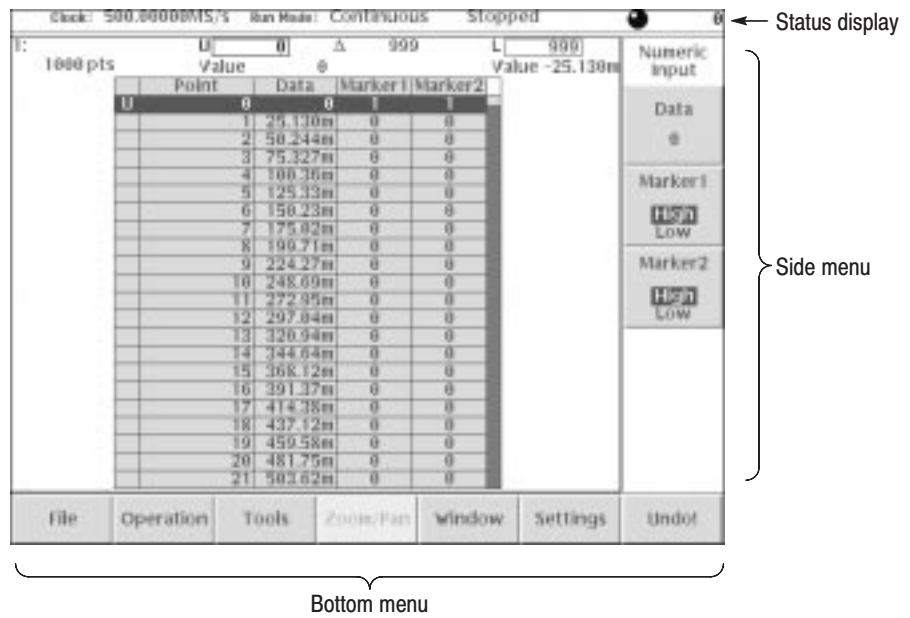 Clock: 500.00000MS/s Run Mode: Continuous Stopped 0
Status display
1: U 0 Δ 999 L 999
1000 pts Value 0 Value -25.130m
Numeric Input
Point Data Marker1 Marker2
U 0 0 1 1
1 25.130m 0 0
2 50.244m 0 0
3 75.327m 0 0
4 100.36m 0 0
5 125.33m 0 0
6 150.23m 0 0
7 175.02m 0 0
8 199.71m 0 0
9 224.27m 0 0
10 248.69m 0 0
11 272.95m 0 0
12 297.04m 0 0
13 320.94m 0 0
14 344.64m 0 0
15 368.12m 0 0
16 391.37m 0 0
17 414.38m 0 0
18 437.12m 0 0
19 459.58m 0 0
20 481.75m 0 0
21 503.62m 0 0
Data
0
Marker1
High
Low
Marker2
High
Low
Side menu
File Operation Tools Zoom/Pan Window Settings Undo!
Bottom menu